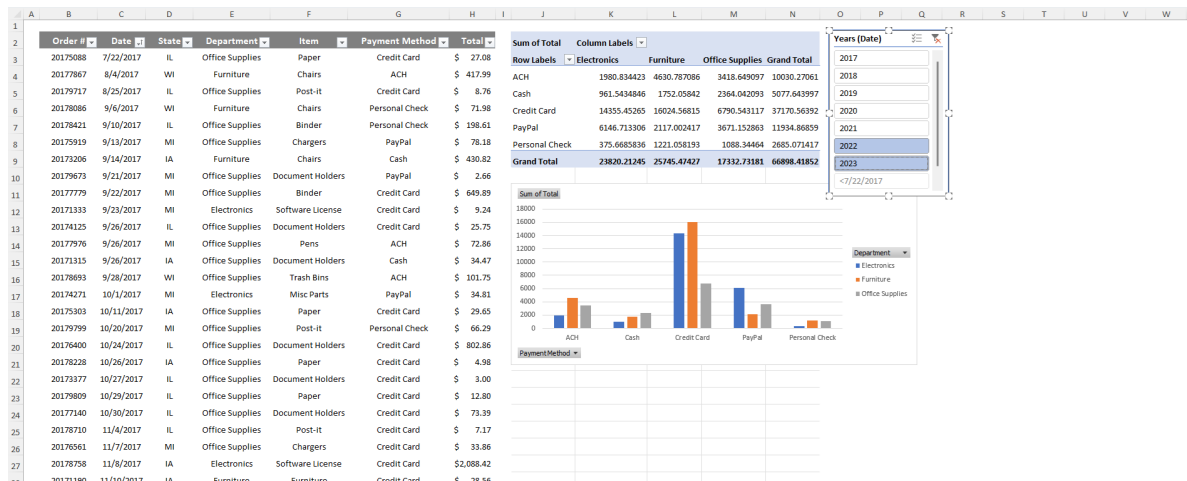 A B C D E F G H I J K L M N O P Q R S T U V W
1
2 Order # Date State Department Item Payment Method Total Sum of Total Column Labels Years (Date)
3 20175088 7/22/2017 IL Office Supplies Paper Credit Card $ 27.08 Row Labels Electronics Furniture Office Supplies Grand Total 2017
4 20177867 8/4/2017 WI Furniture Chairs ACH $ 417.99 ACH 1980.834423 4630.787086 3418.649097 10030.27061 2018
5 20179717 8/25/2017 IL Office Supplies Post-it Credit Card $ 8.76 Cash 961.5434846 1752.05842 2364.042093 5077.643997 2019
6 20178086 9/6/2017 WI Furniture Chairs Personal Check $ 71.98 Credit Card 14355.45265 16024.56815 6790.543117 37170.56392 2020
7 20178421 9/10/2017 IL Office Supplies Binder Personal Check $ 198.61 PayPal 6146.713306 2117.002417 3671.152863 11934.86859 2021
8 20175919 9/13/2017 MI Office Supplies Chargers PayPal $ 78.18 Personal Check 375.6685836 1221.058193 1088.34464 2685.071417 2022
9 20173206 9/14/2017 IA Furniture Chairs Cash $ 430.82 Grand Total 23820.21245 25745.47427 17332.73181 66898.41852 2023
10 20179673 9/21/2017 MI Office Supplies Document Holders PayPal $ 2.66 <7/22/2017
11 20177779 9/22/2017 MI Office Supplies Binder Credit Card $ 649.89 Sum of Total
12 20171333 9/23/2017 MI Electronics Software License Credit Card $ 9.24 18000
13 20174125 9/26/2017 IL Office Supplies Document Holders Credit Card $ 25.75 16000
14 20177976 9/26/2017 MI Office Supplies Pens ACH $ 72.86 14000
12000 Department
15 20171315 9/26/2017 IA Office Supplies Document Holders Cash $ 34.47 10000 Electronics
16 20178693 9/28/2017 WI Office Supplies Trash Bins ACH $ 101.75 8000 Furniture
17 20174271 10/1/2017 MI Electronics Misc Parts PayPal $ 34.81 6000 Office Supplies
4000
18 20175303 10/11/2017 IA Office Supplies Paper Credit Card $ 29.65 2000
19 20179799 10/20/2017 MI Office Supplies Post-it Personal Check $ 66.29 0
20 20176400 10/24/2017 IL Office Supplies Document Holders Credit Card $ 802.86 ACH Cash Credit Card PayPal Personal Check
21 20178228 10/26/2017 IA Office Supplies Paper Credit Card $ 4.98 Payment Method
22 20173377 10/27/2017 IL Office Supplies Document Holders Credit Card $ 3.00
23 20179809 10/29/2017 IL Office Supplies Paper Credit Card $ 12.80
24 20177140 10/30/2017 IL Office Supplies Document Holders Credit Card $ 73.39
25 20178710 11/4/2017 IL Office Supplies Post-it Credit Card $ 7.17
26 20176561 11/7/2017 MI Office Supplies Chargers Credit Card $ 33.86
27 20178758 11/8/2017 IA Electronics Software License Credit Card $2,088.42
20171190 11/10/2017 IA Furniture Furniture Credit Card $ 28.56